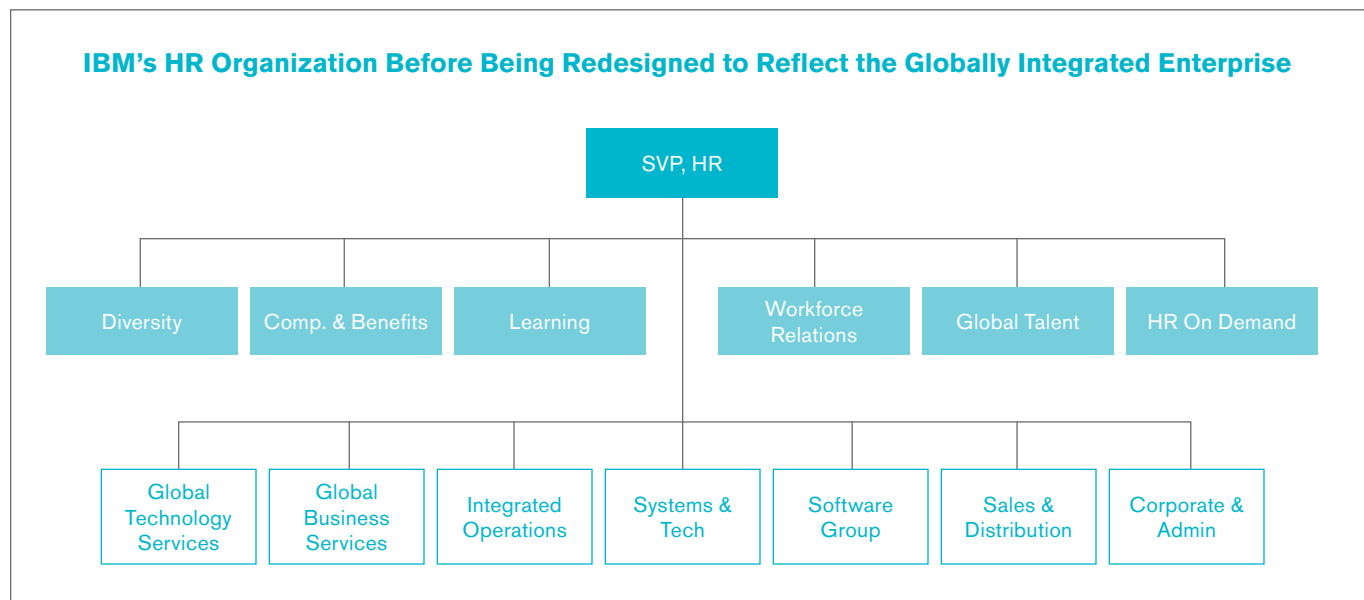 IBM’s HR Organization Before Being Redesigned to Reflect the Globally Integrated Enterprise
SVP, HR
Diversity
Comp. & Benefits
Learning
Workforce
Relations
Global Talent
HR On Demand
Global
Technology
Services
Global
Business
Services
Integrated
Operations
Systems &
Tech
Software
Group
Sales &
Distribution
Corporate &
Admin